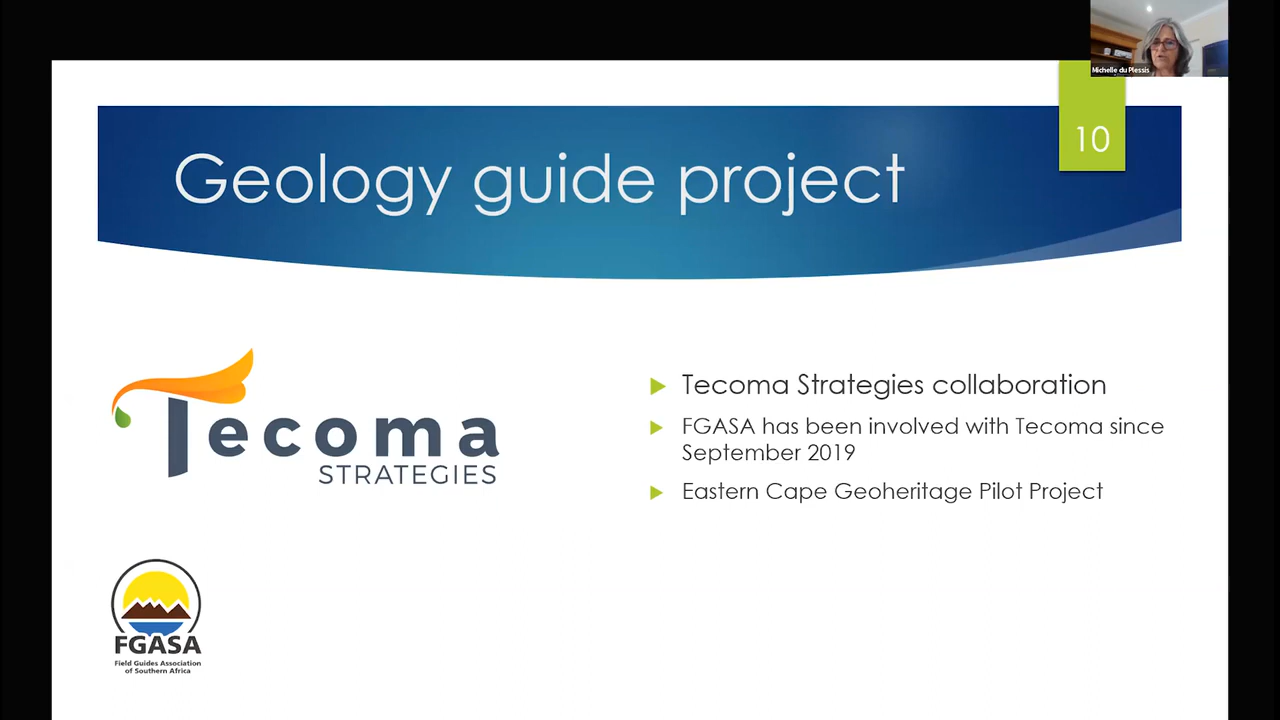 Michelle du Plessis
10
Geology guide project
Tecoma
STRATEGIES
Tecoma Strategies collaboration
FGASA has been involved with Tecoma since
September 2019
Eastern Cape Geoheritage Pilot Project
FGASA
Field Guides Association
of Southern Africa